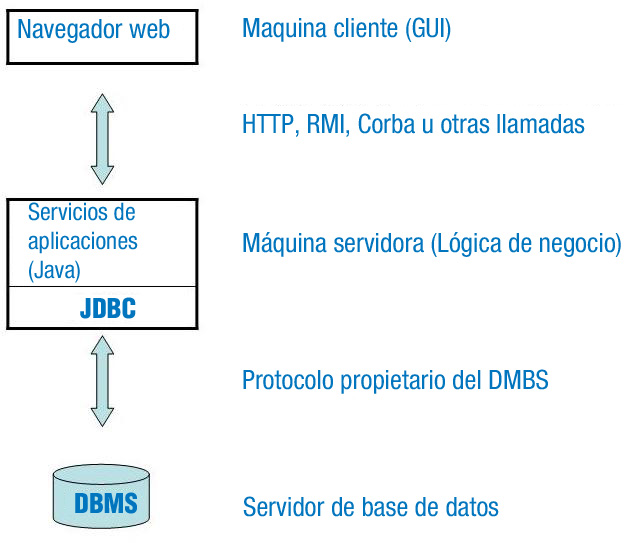 Navegador web
Maquina cliente (GUI)
HTTP, RMI, Corba u otras llamadas
Servicios de
aplicaciones
(Java)
JDBC
Máquina servidora (Lógica de negocio)
Protocolo propietario del DMBS
DBMS
Servidor de base de datos